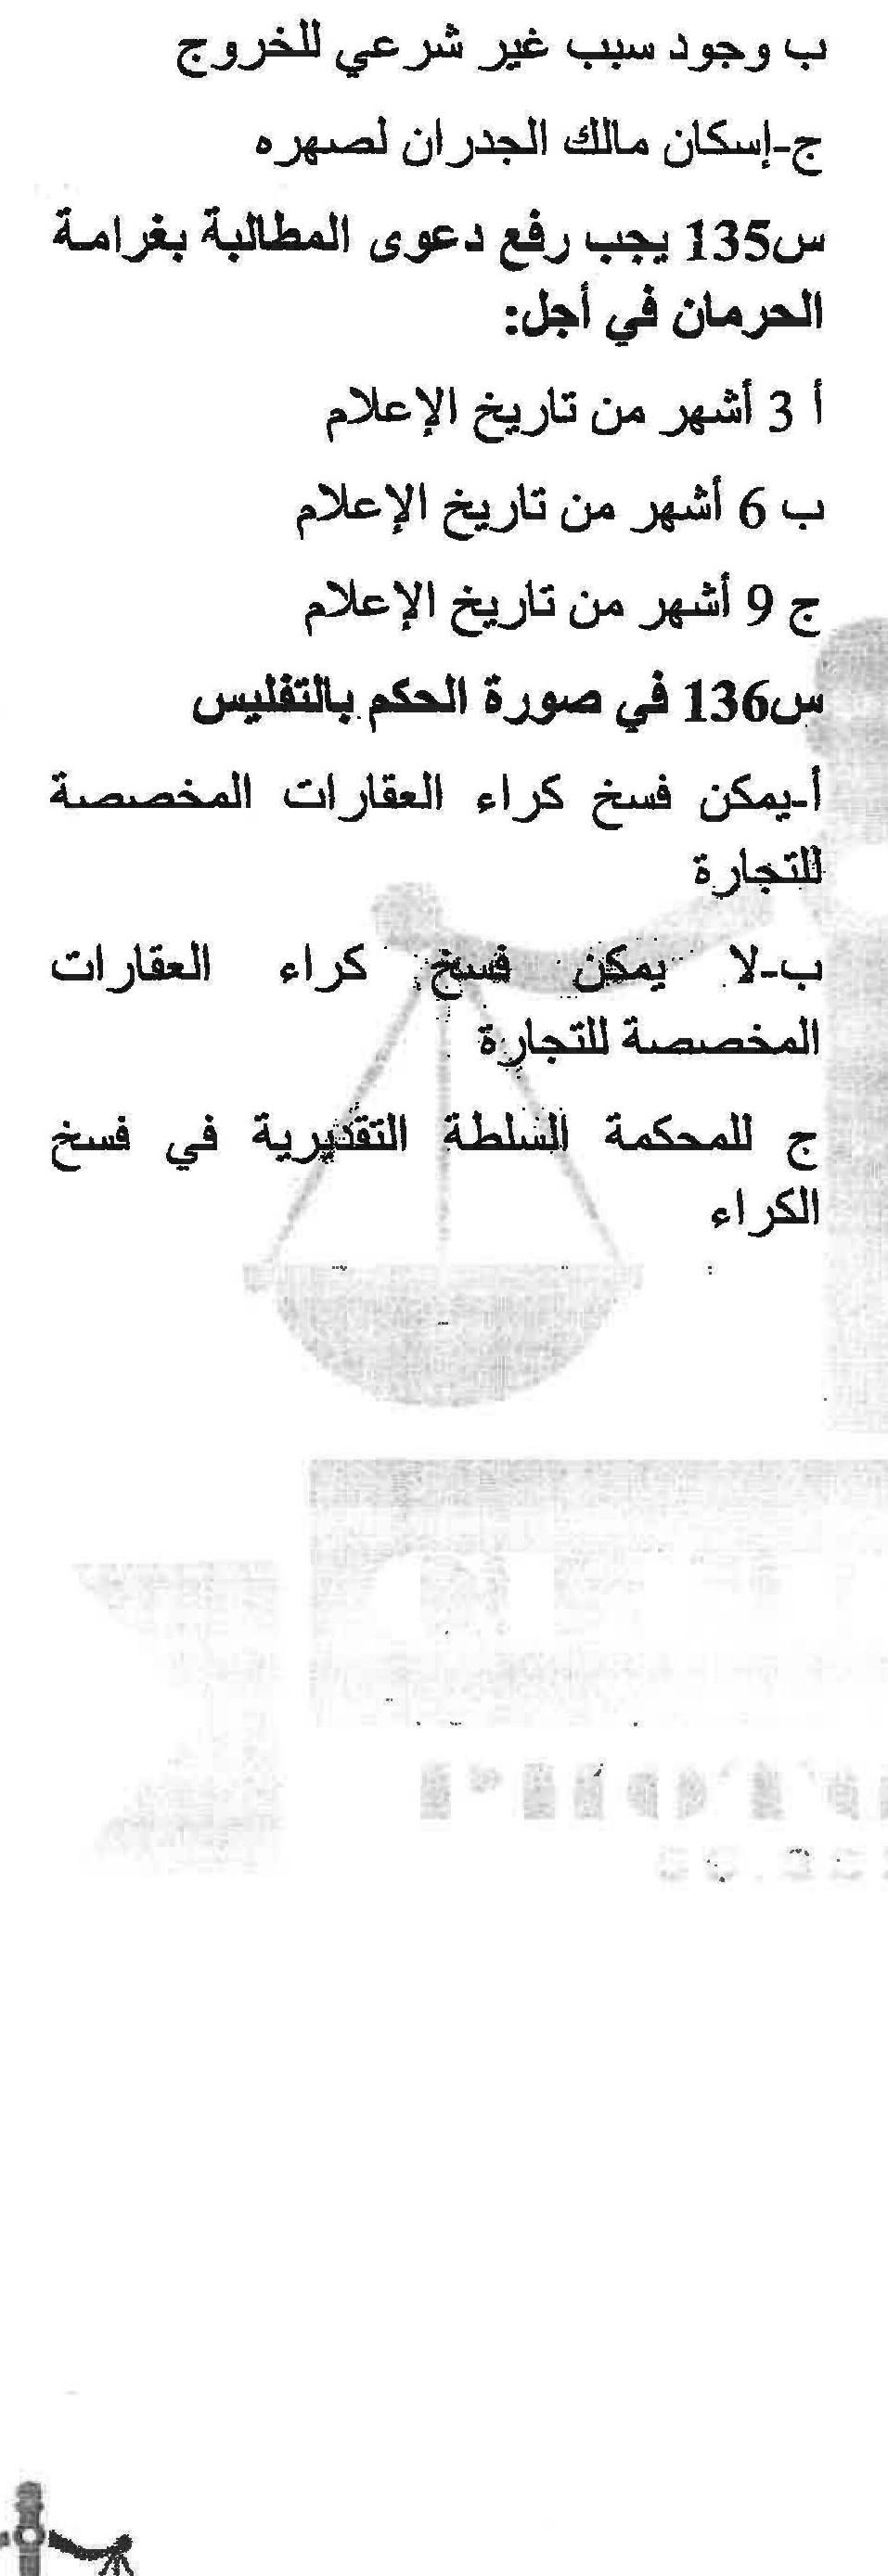 ب وجود سبب غير شرعي للخروج
ج-إسكان مالك الجدران لصهره
س135 يجب رفع دعوى المطالبة بغرامة
الحرمان في أجل:
أ 3 أشهر من تاريخ الإعلام
ب 6 أشهر من تاريخ الإعلام
ج 9 أشهر من تاريخ الإعلام
س136 في صورة الحكم بالتفليس
أ-يمكن فسخ كراء العقارات المخصصة
للتجارة
ب-لا يمكن فسخ كراء العقارات
المخصصة للتجارة
ج للمحكمة السلطة التقديرية في فسخ
الكراء